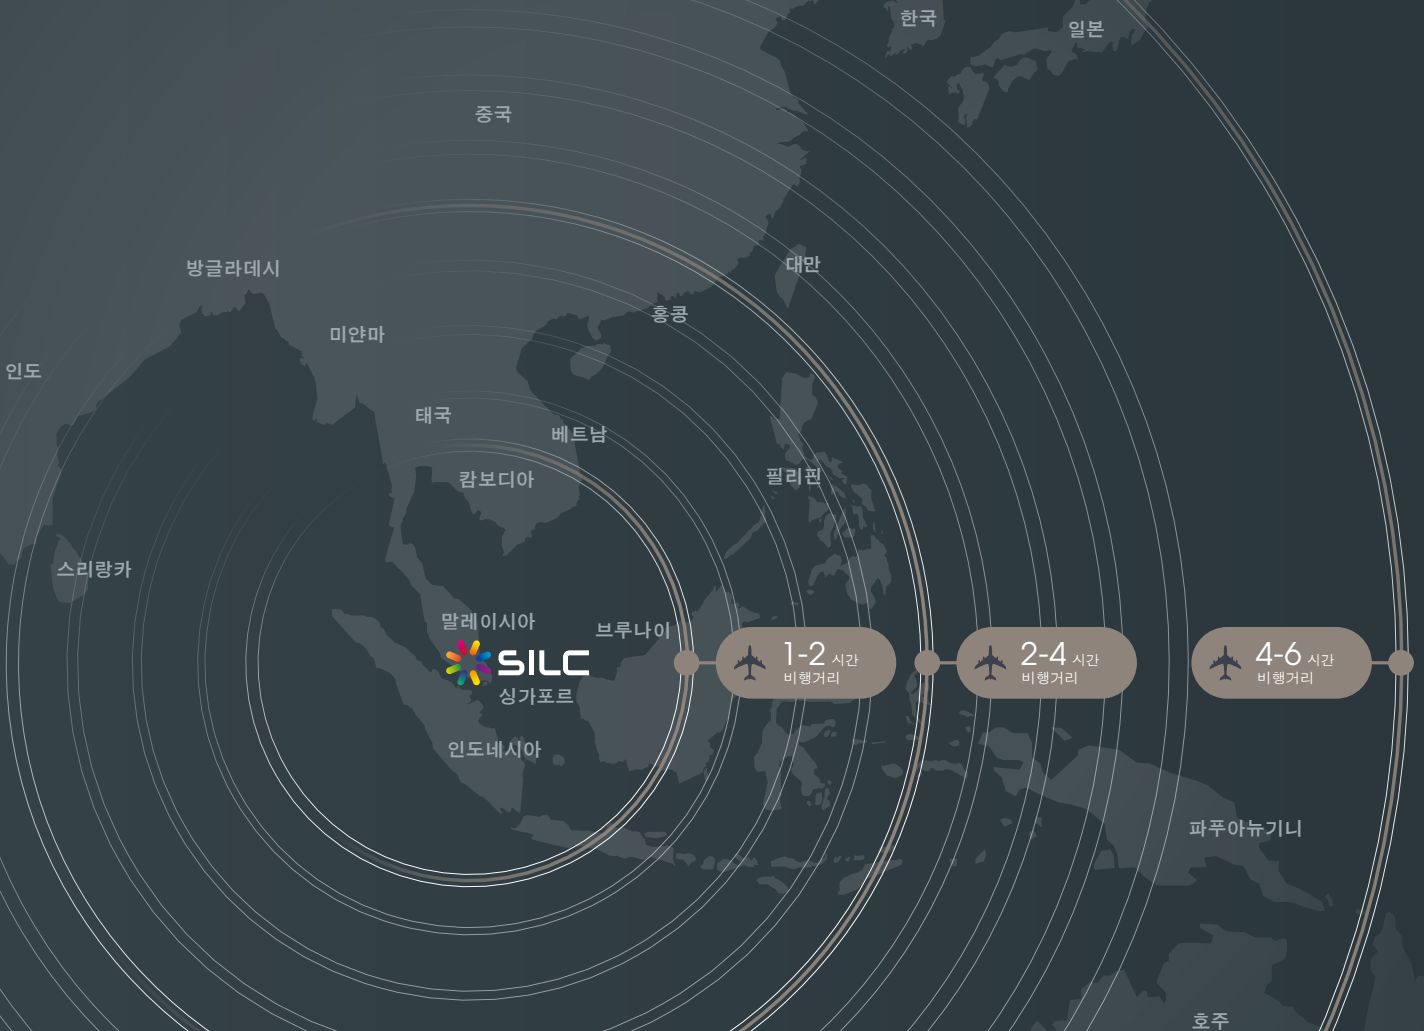 한국
일본
중국
방글라데시
대만
홍콩
미얀마
인도
태국
베트남
캄보디아
필리핀
스리랑카
말레이시아
브루나이
SILC
싱가포르
1-2 시간
비행거리
2-4 시간
비행거리
4-6 시간
비행거리
인도네시아
파푸아뉴기니
호주